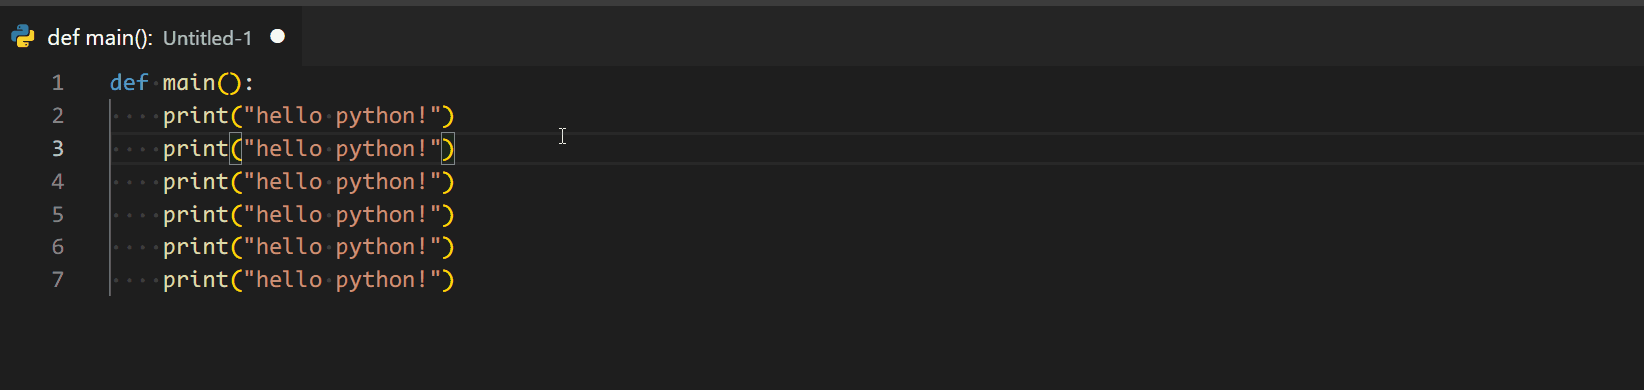 def main(): Untitled-1
1 def main():
2     print("hello python!")
3     print("hello python!")
4     print("hello python!")
5     print("hello python!")
6     print("hello python!")
7     print("hello python!")